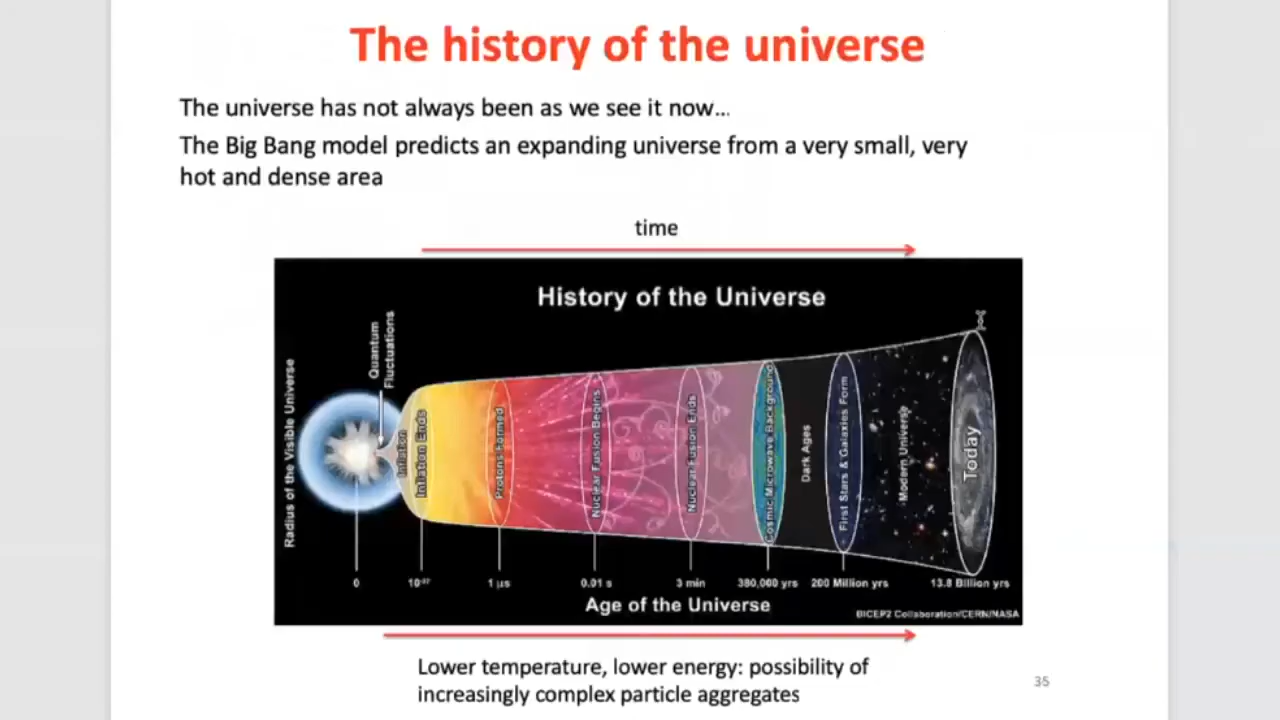 The history of the universe
The universe has not always been as we see it now...
The Big Bang model predicts an expanding universe from a very small, very
hot and dense area
time
History of the Universe
Radius of the Visible Universe
Quantum
Fluctuations
Inflation
Inflation Ends
Protons Formed
Nuclear Fusion Begins
Nuclear Fusion Ends
Cosmic Microwave Background
Dark Ages
First Stars & Galaxies Form
Modern Universe
Today
0
1 μs
0.01 s
3 min
380,000 yrs
200 Million yrs
13.8 Billion yrs
Age of the Universe
BICEP2 Collaboration/CERN/NASA
Lower temperature, lower energy: possibility of
increasingly complex particle aggregates
35